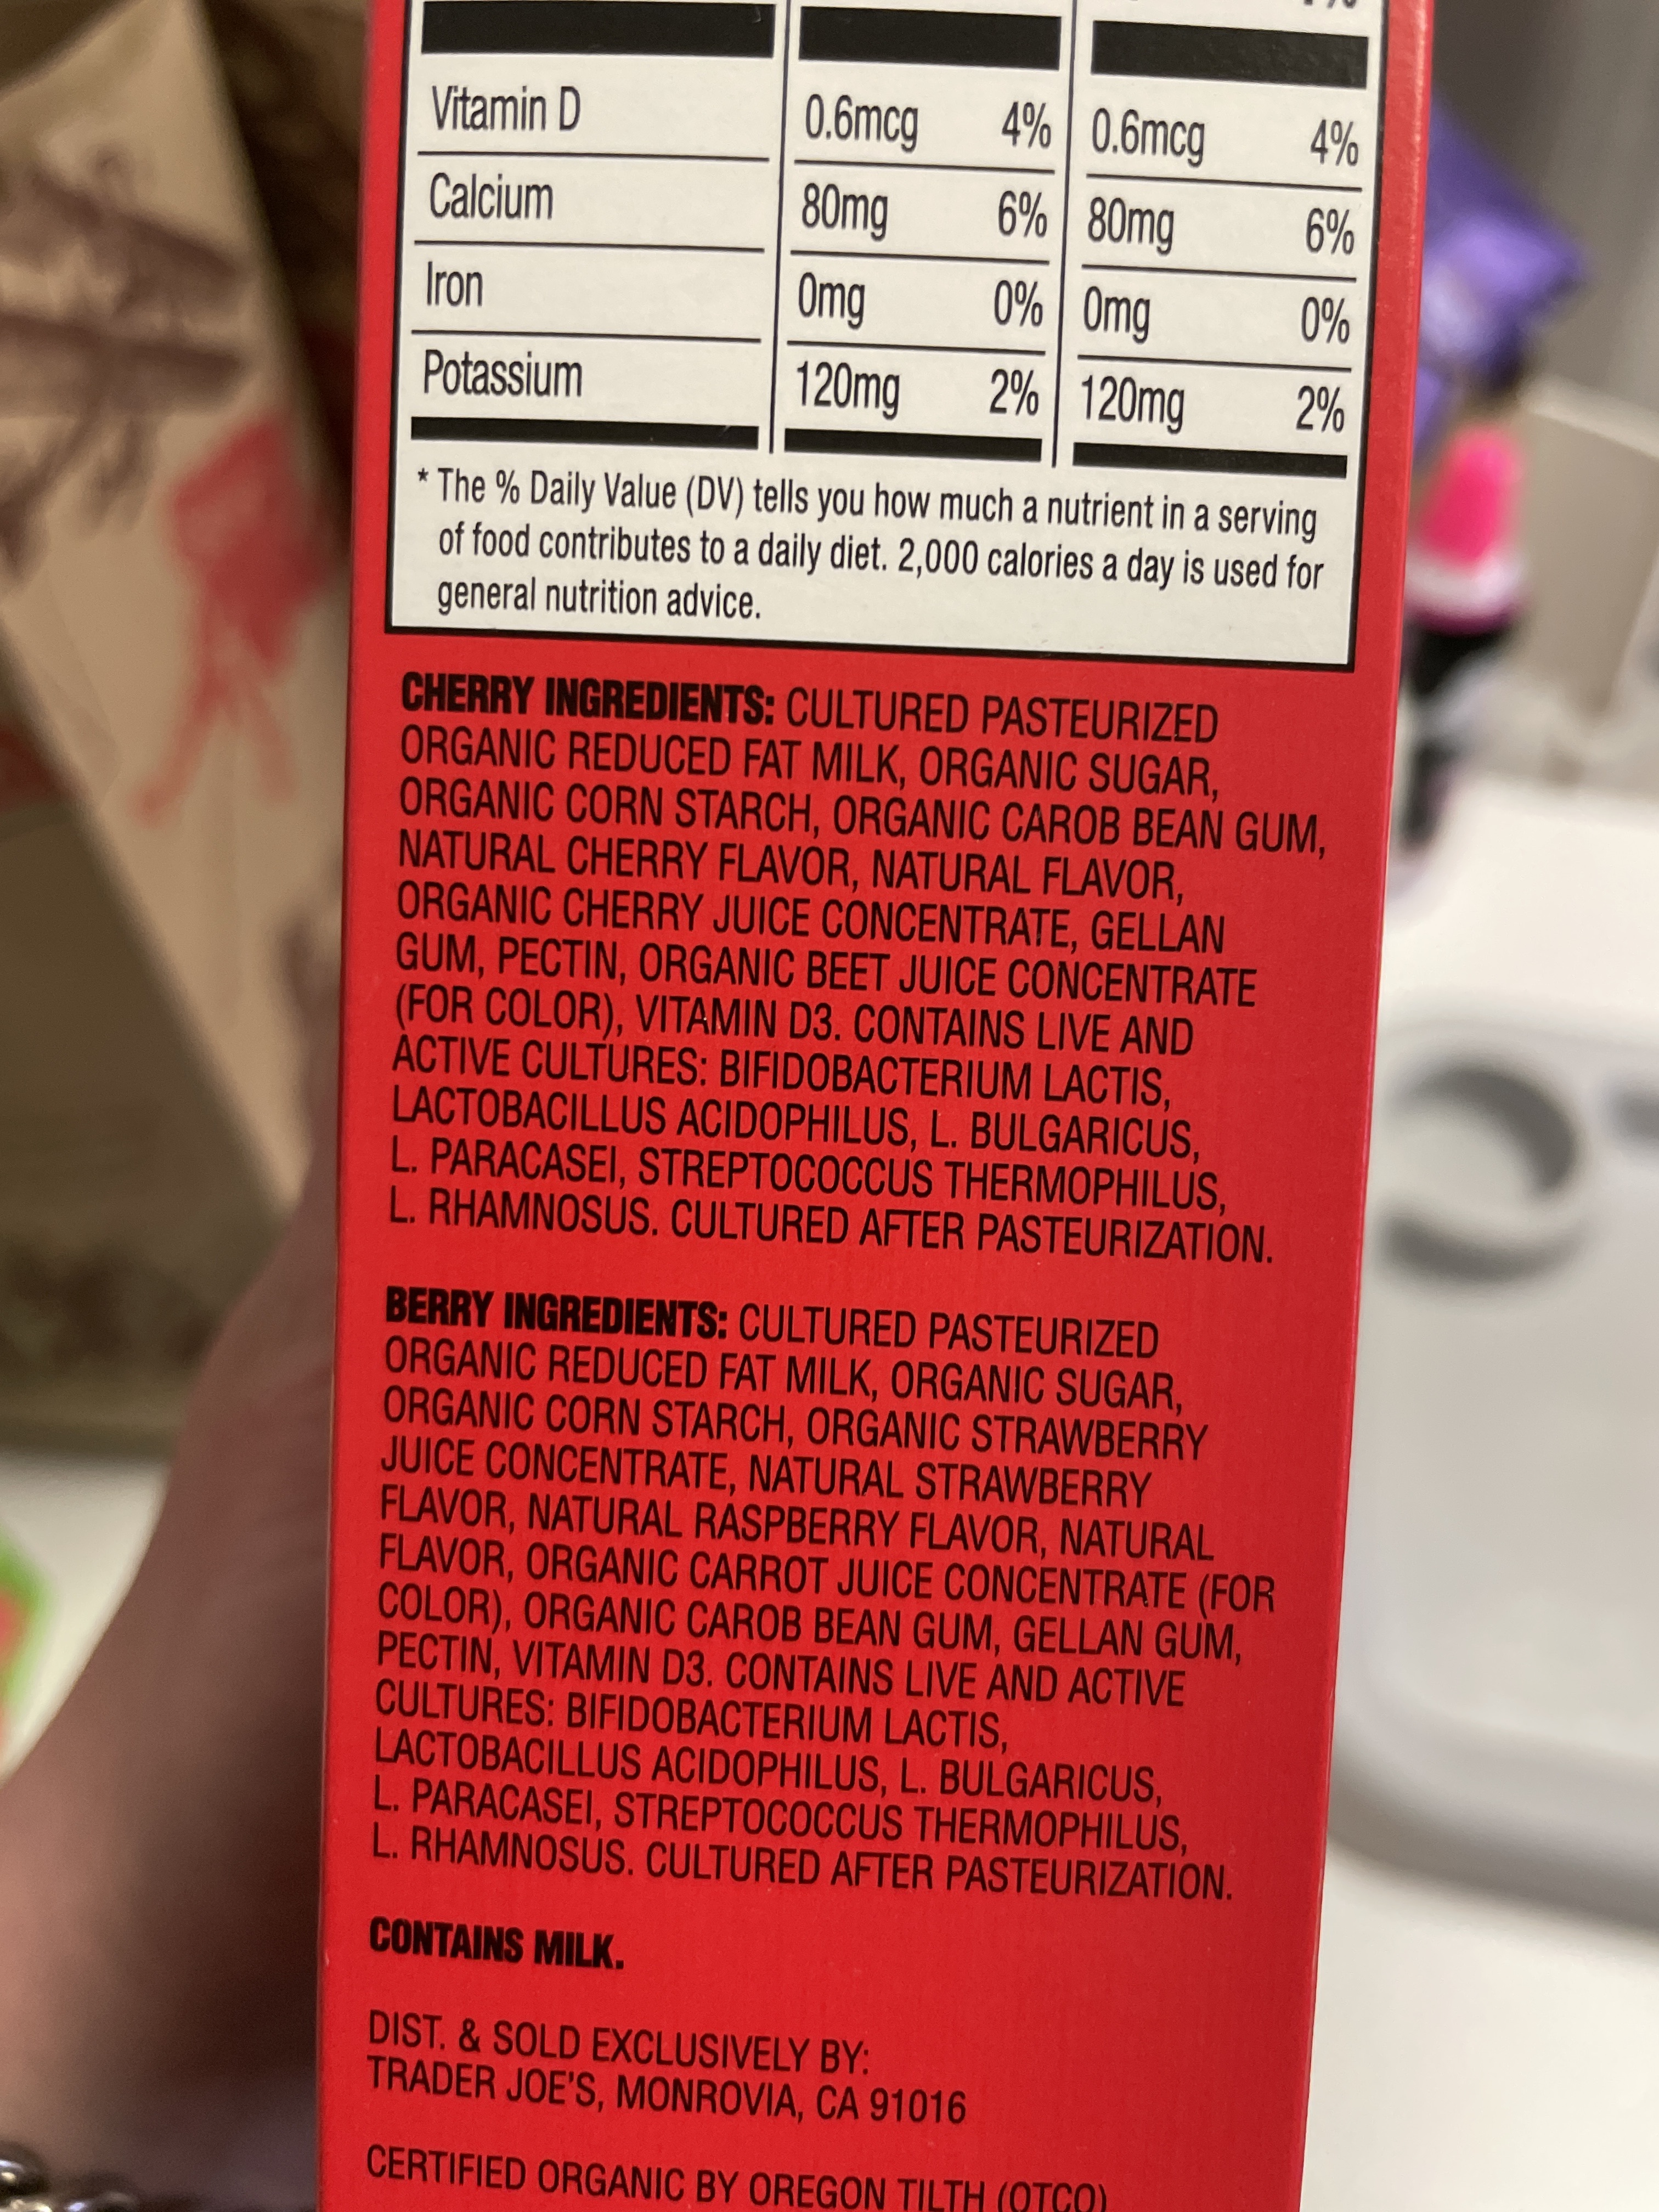 Vitamin D 0.6mcg 4% 0.6mcg 4%
Calcium 80mg 6% 80mg 6%
Iron 0mg 0% 0mg 0%
Potassium 120mg 2% 120mg 2%
* The % Daily Value (DV) tells you how much a nutrient in a serving
of food contributes to a daily diet. 2,000 calories a day is used for
general nutrition advice.
CHERRY INGREDIENTS: CULTURED PASTEURIZED
ORGANIC REDUCED FAT MILK, ORGANIC SUGAR,
ORGANIC CORN STARCH, ORGANIC CAROB BEAN GUM,
NATURAL CHERRY FLAVOR, NATURAL FLAVOR,
ORGANIC CHERRY JUICE CONCENTRATE, GELLAN
GUM, PECTIN, ORGANIC BEET JUICE CONCENTRATE
(FOR COLOR), VITAMIN D3. CONTAINS LIVE AND
ACTIVE CULTURES: BIFIDOBACTERIUM LACTIS,
LACTOBACILLUS ACIDOPHILUS, L. BULGARICUS,
L. PARACASEI, STREPTOCOCCUS THERMOPHILUS,
L. RHAMNOSUS. CULTURED AFTER PASTEURIZATION.
BERRY INGREDIENTS: CULTURED PASTEURIZED
ORGANIC REDUCED FAT MILK, ORGANIC SUGAR,
ORGANIC CORN STARCH, ORGANIC STRAWBERRY
JUICE CONCENTRATE, NATURAL STRAWBERRY
FLAVOR, NATURAL RASPBERRY FLAVOR, NATURAL
FLAVOR, ORGANIC CARROT JUICE CONCENTRATE (FOR
COLOR), ORGANIC CAROB BEAN GUM, GELLAN GUM,
PECTIN, VITAMIN D3. CONTAINS LIVE AND ACTIVE
CULTURES: BIFIDOBACTERIUM LACTIS,
LACTOBACILLUS ACIDOPHILUS, L. BULGARICUS,
L. PARACASEI, STREPTOCOCCUS THERMOPHILUS,
L. RHAMNOSUS. CULTURED AFTER PASTEURIZATION.
CONTAINS MILK.
DIST. & SOLD EXCLUSIVELY BY:
TRADER JOE'S, MONROVIA, CA 91016
CERTIFIED ORGANIC BY OREGON TILTH (OTCO)